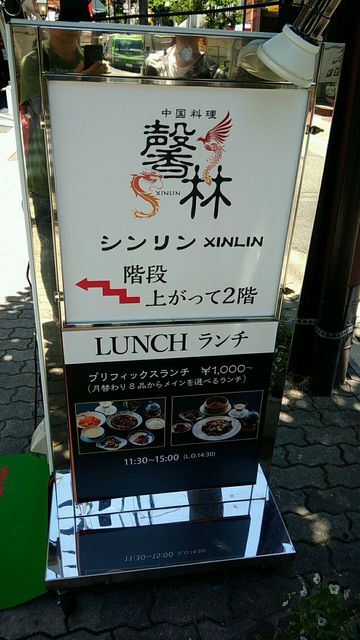 中国料理
馨林
XINLIN
シンリン XINLIN
階段
上がって2階
LUNCH ランチ
プリフィックスランチ ¥1,000~
(月替わり8品からメインを選べるランチ)
11:30~15:00 (L.O.14:30)